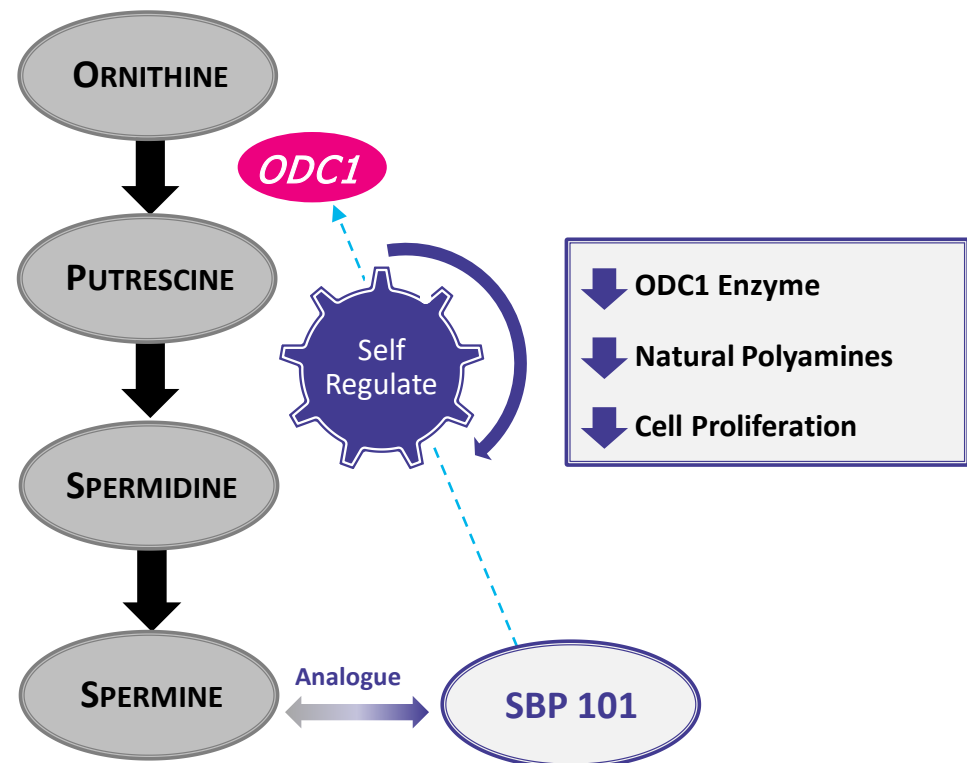 ORNITHINE
ODC1
PUTRESCINE
Self
Regulate
ODC1 Enzyme
Natural Polyamines
Cell Proliferation
SPERMIDINE
SPERMINE
Analogue
SBP 101